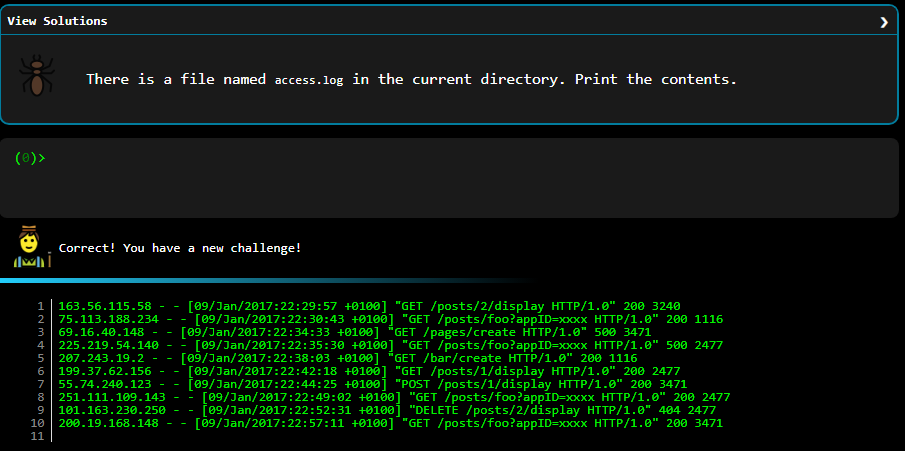 View Solutions ❯
There is a file named access.log in the current directory. Print the contents.
(0)>
Correct! You have a new challenge!
1 163.56.115.58 - - [09/Jan/2017:22:29:57 +0100] "GET /posts/2/display HTTP/1.0" 200 3240
2 75.113.188.234 - - [09/Jan/2017:22:30:43 +0100] "GET /posts/foo?appID=xxxx HTTP/1.0" 200 1116
3 69.16.40.148 - - [09/Jan/2017:22:34:33 +0100] "GET /pages/create HTTP/1.0" 500 3471
4 225.219.54.140 - - [09/Jan/2017:22:35:30 +0100] "GET /posts/foo?appID=xxxx HTTP/1.0" 500 2477
5 207.243.19.2 - - [09/Jan/2017:22:38:03 +0100] "GET /bar/create HTTP/1.0" 200 1116
6 199.37.62.156 - - [09/Jan/2017:22:42:18 +0100] "GET /posts/1/display HTTP/1.0" 200 2477
7 55.74.240.123 - - [09/Jan/2017:22:44:25 +0100] "POST /posts/1/display HTTP/1.0" 200 3471
8 251.111.109.143 - - [09/Jan/2017:22:49:02 +0100] "GET /posts/foo?appID=xxxx HTTP/1.0" 200 2477
9 101.163.230.250 - - [09/Jan/2017:22:52:31 +0100] "DELETE /posts/2/display HTTP/1.0" 404 2477
10 200.19.168.148 - - [09/Jan/2017:22:57:11 +0100] "GET /posts/foo?appID=xxxx HTTP/1.0" 200 3471
11